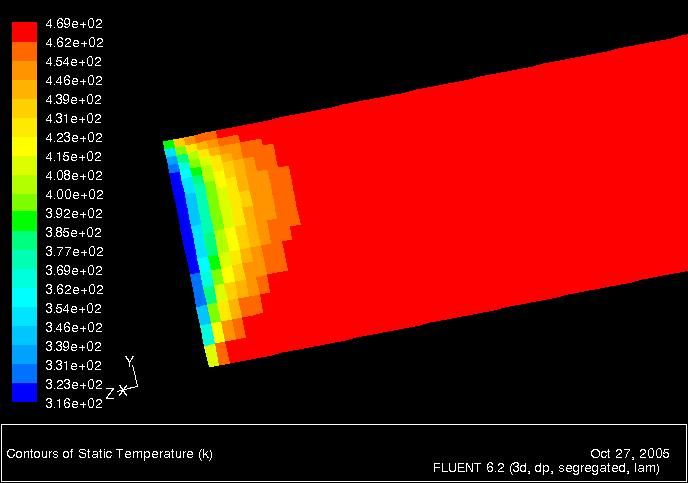 4.69e+02
4.62e+02
4.54e+02
4.46e+02
4.39e+02
4.31e+02
4.23e+02
4.15e+02
4.08e+02
4.00e+02
3.92e+02
3.85e+02
3.77e+02
3.69e+02
3.62e+02
3.54e+02
3.46e+02
3.39e+02
3.31e+02
3.23e+02
3.16e+02
Y
Z X
Contours of Static Temperature (k)
Oct 27, 2005
FLUENT 6.2 (3d, dp, segregated, lam)